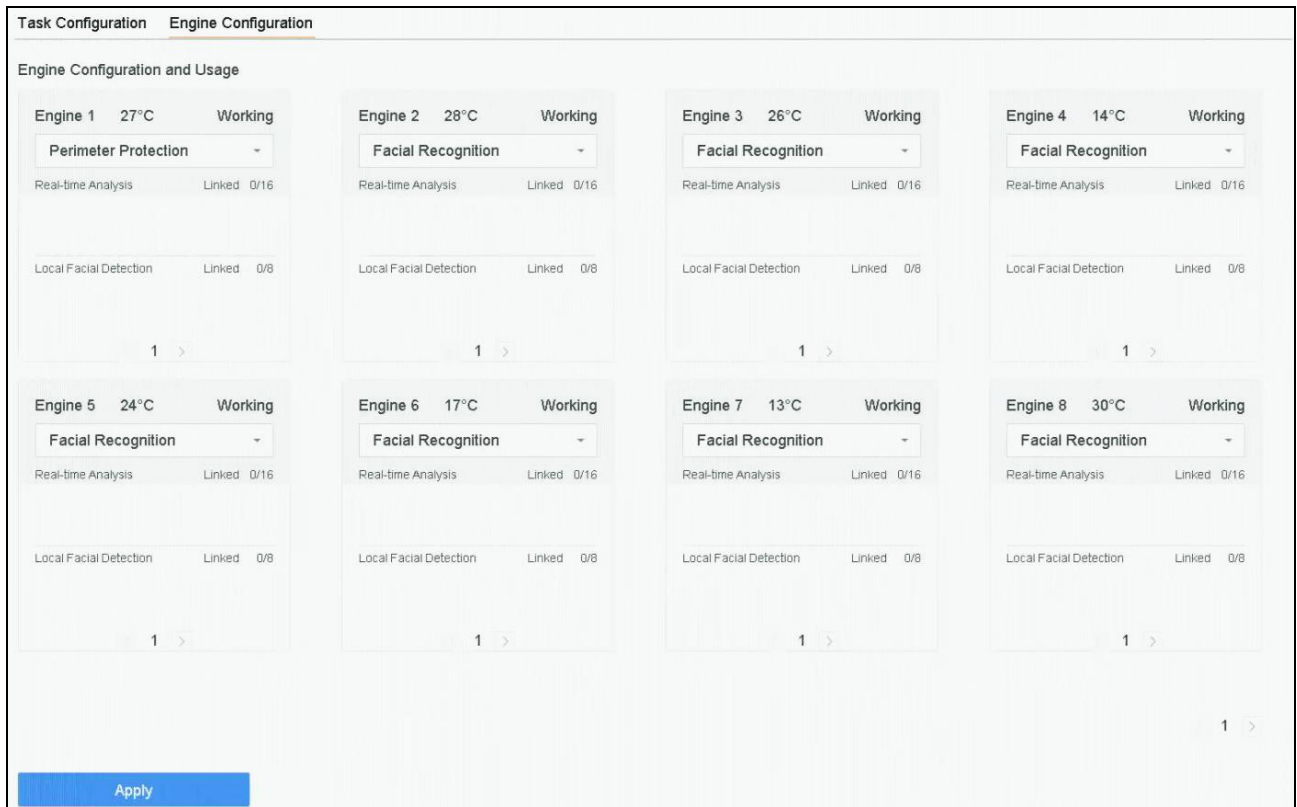 Task Configuration Engine Configuration
Engine Configuration and Usage
Engine 1 27°C Working
Perimeter Protection
Real-time Analysis Linked 0/16
Local Facial Detection Linked 0/8
1 >
Engine 2 28°C Working
Facial Recognition
Real-time Analysis Linked 0/16
Local Facial Detection Linked 0/8
1 >
Engine 3 26°C Working
Facial Recognition
Real-time Analysis Linked 0/16
Local Facial Detection Linked 0/8
1 >
Engine 4 14°C Working
Facial Recognition
Real-time Analysis Linked 0/16
Local Facial Detection Linked 0/8
1 >
Engine 5 24°C Working
Facial Recognition
Real-time Analysis Linked 0/16
Local Facial Detection Linked 0/8
1 >
Engine 6 17°C Working
Facial Recognition
Real-time Analysis Linked 0/16
Local Facial Detection Linked 0/8
1 >
Engine 7 13°C Working
Facial Recognition
Real-time Analysis Linked 0/16
Local Facial Detection Linked 0/8
1 >
Engine 8 30°C Working
Facial Recognition
Real-time Analysis Linked 0/16
Local Facial Detection Linked 0/8
1 >
1 >
Apply